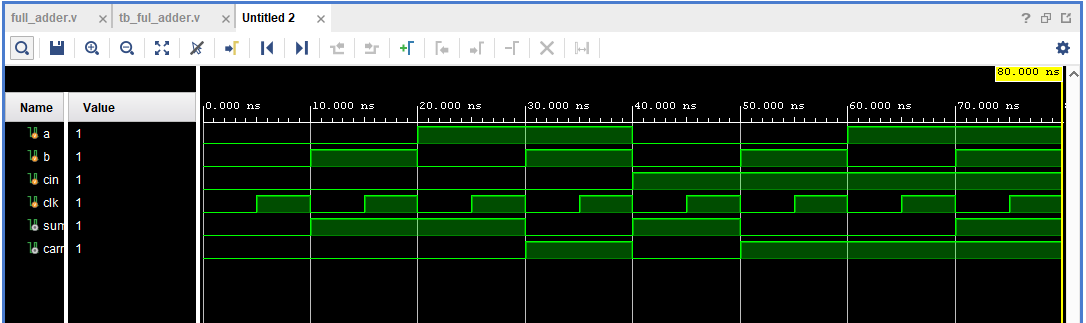 full_adder.v × tb_ful_adder.v × Untitled 2 ×
80.000 ns
Name Value 0.000 ns 10.000 ns 20.000 ns 30.000 ns 40.000 ns 50.000 ns 60.000 ns 70.000 ns
a 1
b 1
cin 1
clk 1
sum 1
carr 1